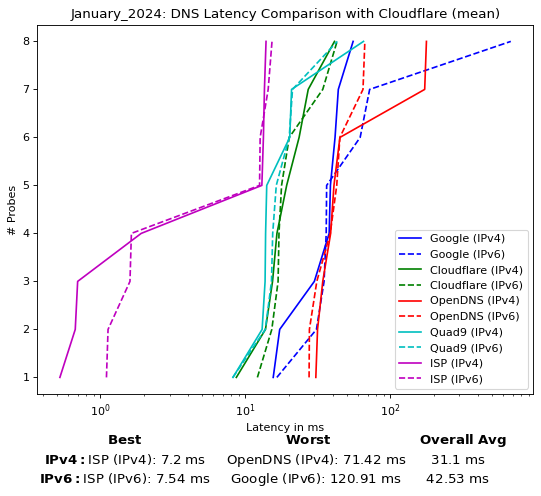 January_2024: DNS Latency Comparison with Cloudflare (mean)
8
7
6
5
4
3
2
1
# Probes
Google (IPv4)
Google (IPv6)
Cloudflare (IPv4)
Cloudflare (IPv6)
OpenDNS (IPv4)
OpenDNS (IPv6)
Quad9 (IPv4)
Quad9 (IPv6)
ISP (IPv4)
ISP (IPv6)
10⁰ 10¹ 10²
Latency in ms
Best Worst Overall Avg
IPv4: ISP (IPv4): 7.2 ms OpenDNS (IPv4): 71.42 ms 31.1 ms
IPv6: ISP (IPv6): 7.54 ms Google (IPv6): 120.91 ms 42.53 ms